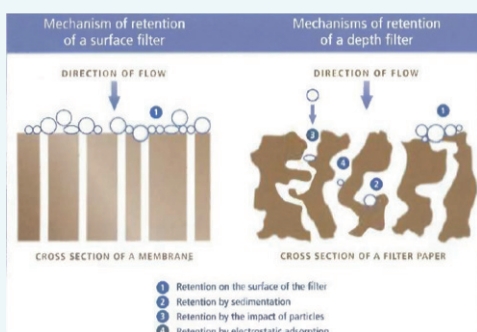 Mechanism of retention
of a surface filter
Mechanisms of retention
of a depth filter
DIRECTION OF FLOW
DIRECTION OF FLOW
1
1
3
4
2
CROSS SECTION OF A MEMBRANE
CROSS SECTION OF A FILTER PAPER
1 Retention on the surface of the filter
2 Retention by sedimentation
3 Retention by the impact of particles
4 Retention by electrostatic adsorption